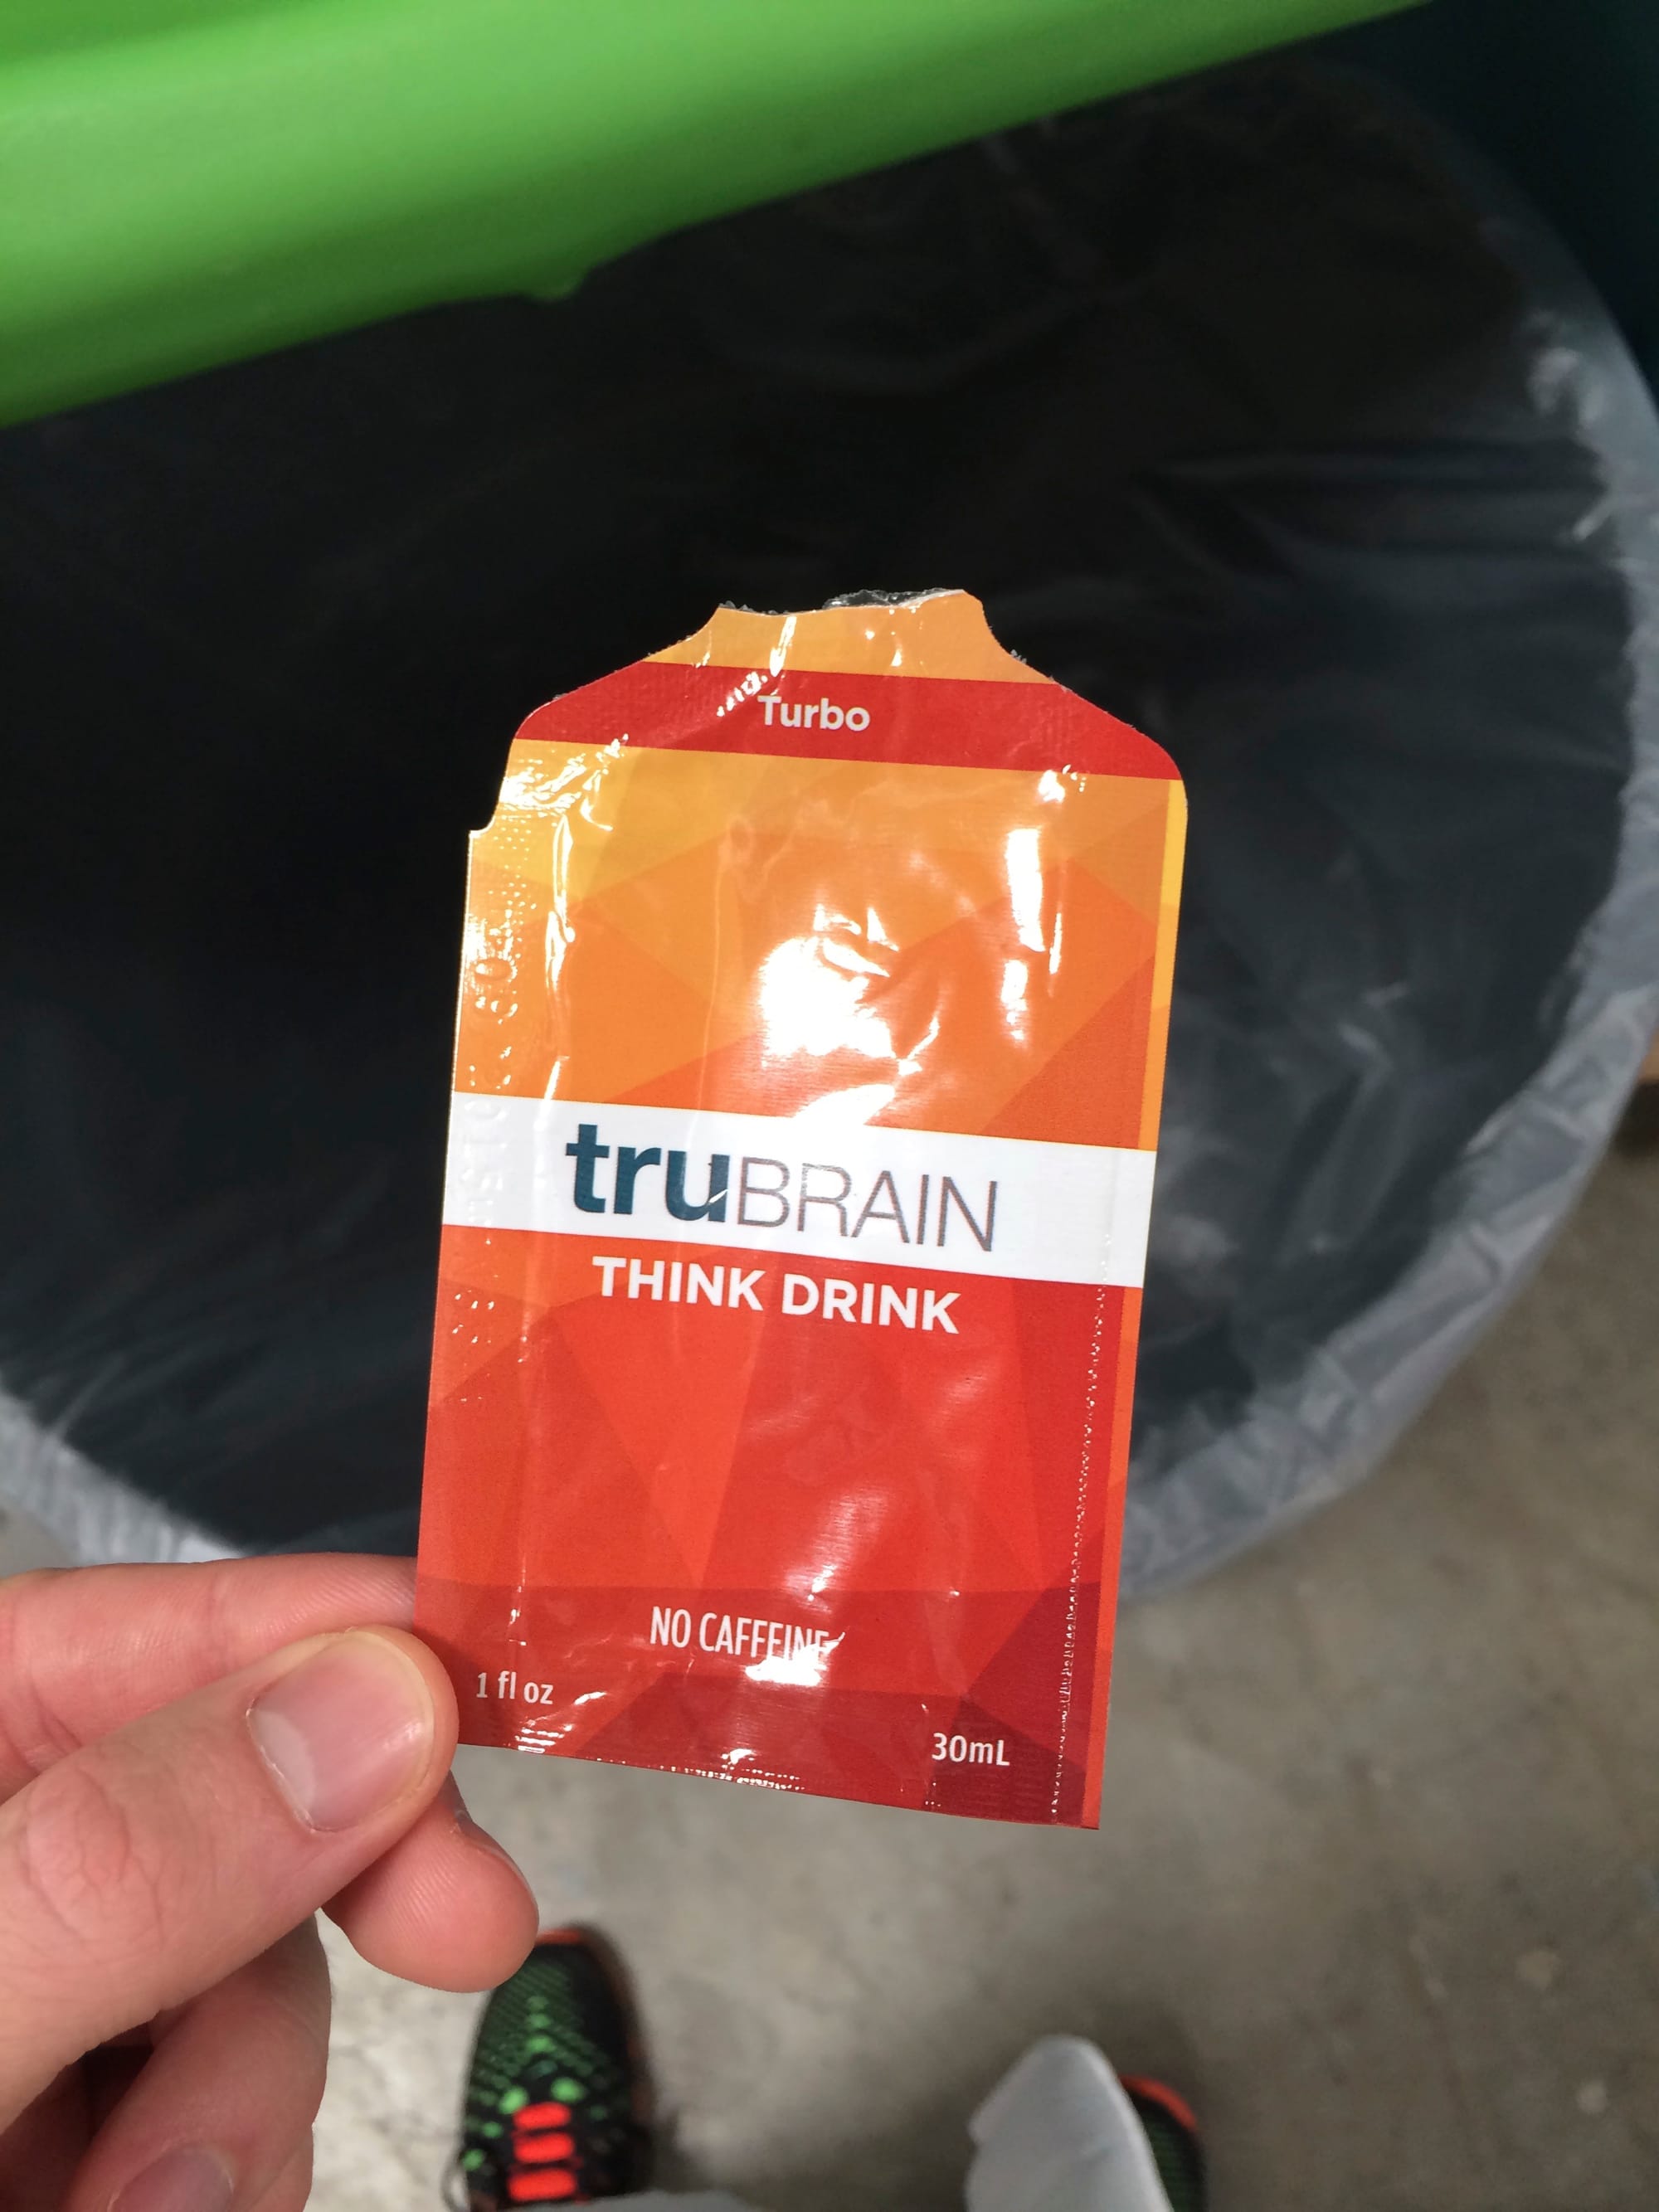 Turbo
truBRAIN
THINK DRINK
NO CAFFEINE
1 fl oz
30mL